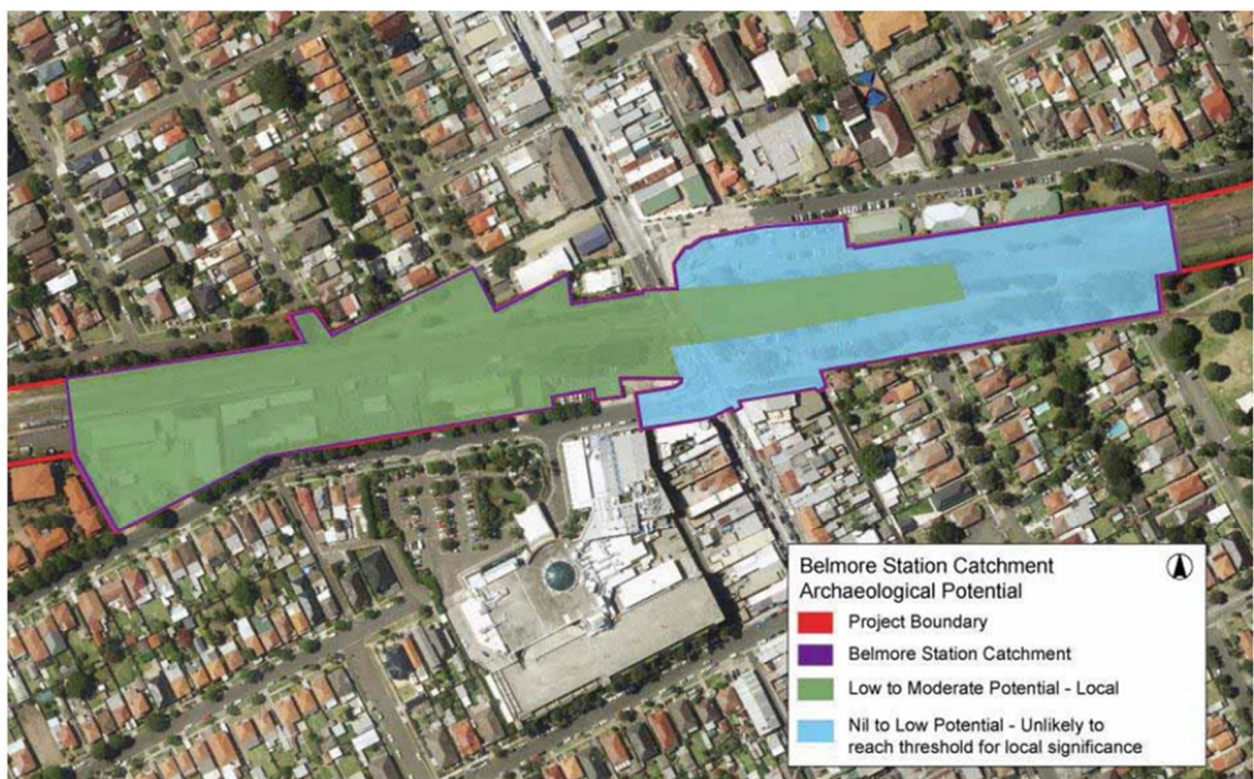 Belmore Station Catchment
Archaeological Potential
Project Boundary
Belmore Station Catchment
Low to Moderate Potential - Local
Nil to Low Potential - Unlikely to
reach threshold for local significance